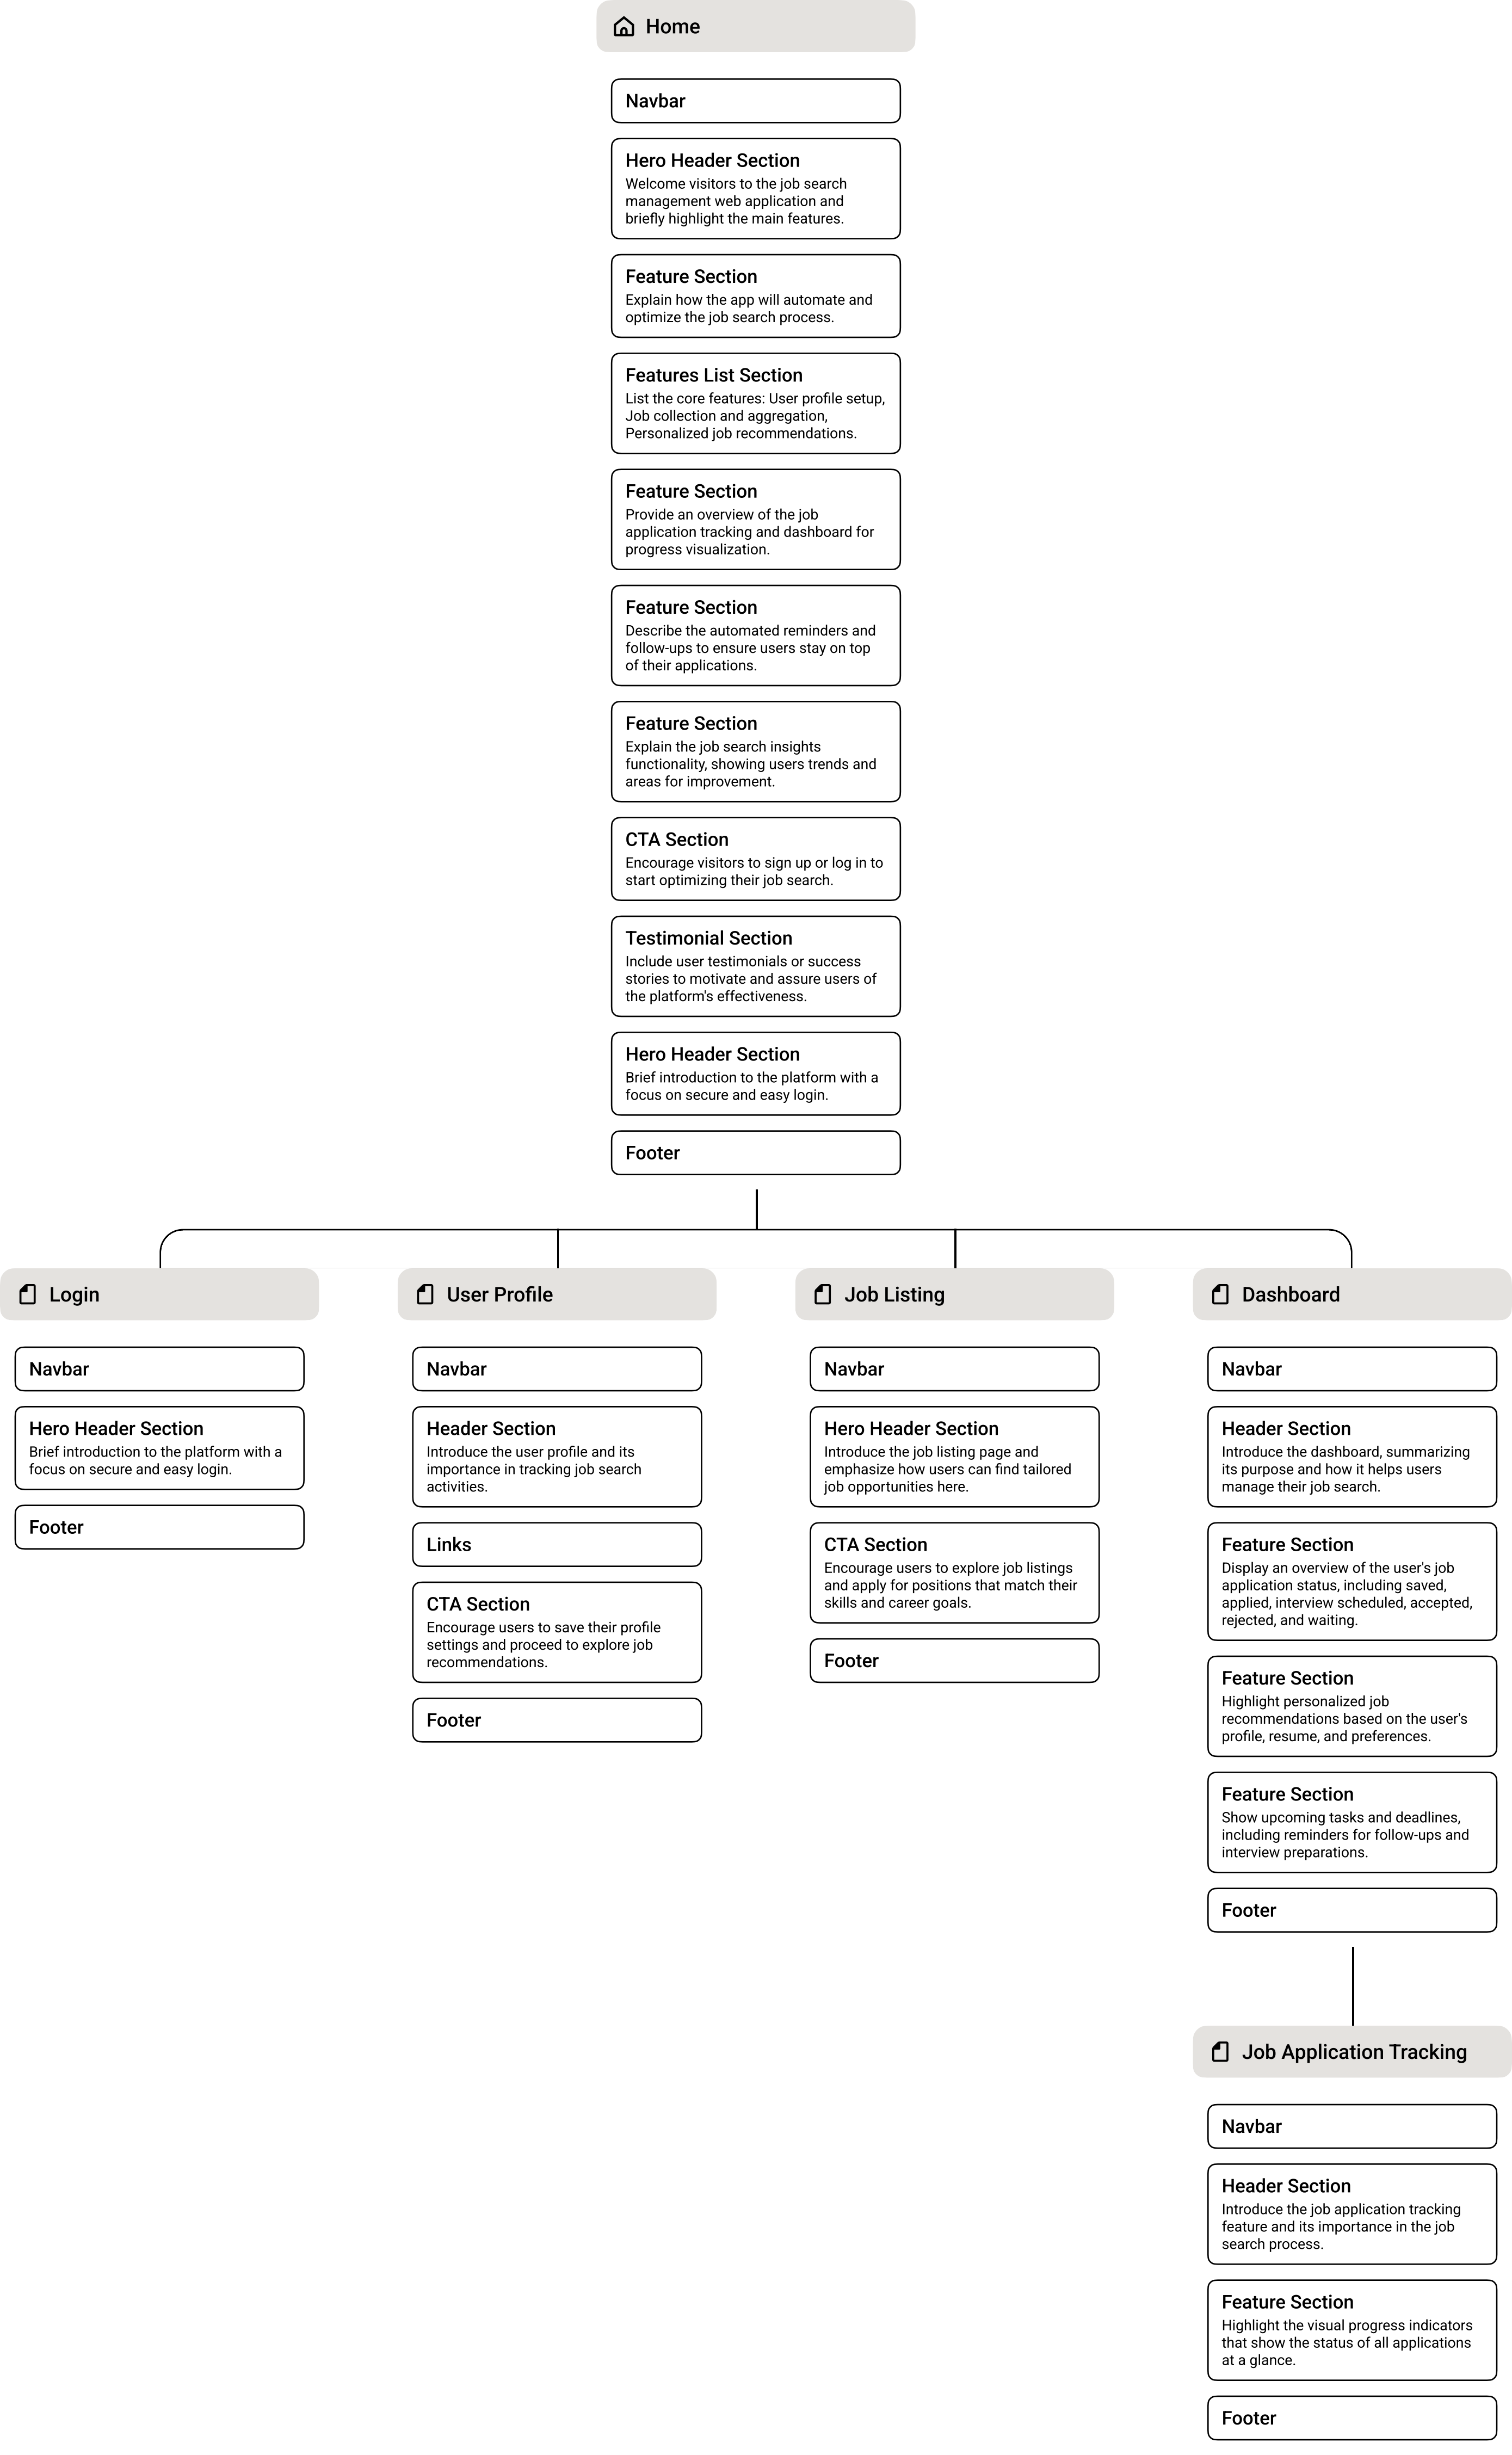 Home
Navbar
Hero Header Section
Welcome visitors to the job search
management web application and
briefly highlight the main features.
Feature Section
Explain how the app will automate and
optimize the job search process.
Features List Section
List the core features: User profile setup,
Job collection and aggregation,
Personalized job recommendations.
Feature Section
Provide an overview of the job
application tracking and dashboard for
progress visualization.
Feature Section
Describe the automated reminders and
follow-ups to ensure users stay on top
of their applications.
Feature Section
Explain the job search insights
functionality, showing users trends and
areas for improvement.
CTA Section
Encourage visitors to sign up or log in to
start optimizing their job search.
Testimonial Section
Include user testimonials or success
stories to motivate and assure users of
the platform's effectiveness.
Hero Header Section
Brief introduction to the platform with a
focus on secure and easy login.
Footer
Login
Navbar
Hero Header Section
Brief introduction to the platform with a
focus on secure and easy login.
Footer
User Profile
Navbar
Header Section
Introduce the user profile and its
importance in tracking job search
activities.
Links
CTA Section
Encourage users to save their profile
settings and proceed to explore job
recommendations.
Footer
Job Listing
Navbar
Hero Header Section
Introduce the job listing page and
emphasize how users can find tailored
job opportunities here.
CTA Section
Encourage users to explore job listings
and apply for positions that match their
skills and career goals.
Footer
Dashboard
Navbar
Header Section
Introduce the dashboard, summarizing
its purpose and how it helps users
manage their job search.
Feature Section
Display an overview of the user's job
application status, including saved,
applied, interview scheduled, accepted,
rejected, and waiting.
Feature Section
Highlight personalized job
recommendations based on the user's
profile, resume, and preferences.
Feature Section
Show upcoming tasks and deadlines,
including reminders for follow-ups and
interview preparations.
Footer
Job Application Tracking
Navbar
Header Section
Introduce the job application tracking
feature and its importance in the job
search process.
Feature Section
Highlight the visual progress indicators
that show the status of all applications
at a glance.
Footer